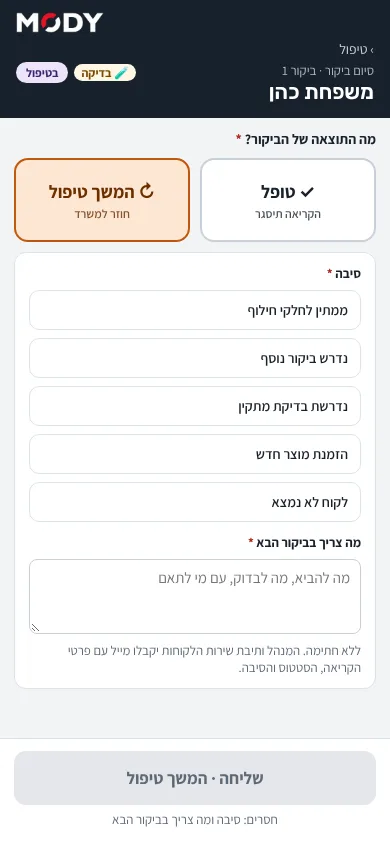 MODY
‹ טיפול
סיום ביקור · ביקור 1
משפחת כהן
🧪 בדיקה
בטיפול
מה התוצאה של הביקור? *
✓ טופל
הקריאה תיסגר
↻ המשך טיפול
חוזר למשרד
סיבה *
ממתין לחלקי חילוף
נדרש ביקור נוסף
נדרשת בדיקת מתקין
הזמנת מוצר חדש
לקוח לא נמצא
מה צריך בביקור הבא *
מה להביא, מה לבדוק, עם מי לתאם
ללא חתימה. המנהל ותיבת שירות הלקוחות יקבלו מייל עם פרטי
הקריאה, הסטטוס והסיבה.
שליחה · המשך טיפול
חסרים: סיבה ומה צריך בביקור הבא